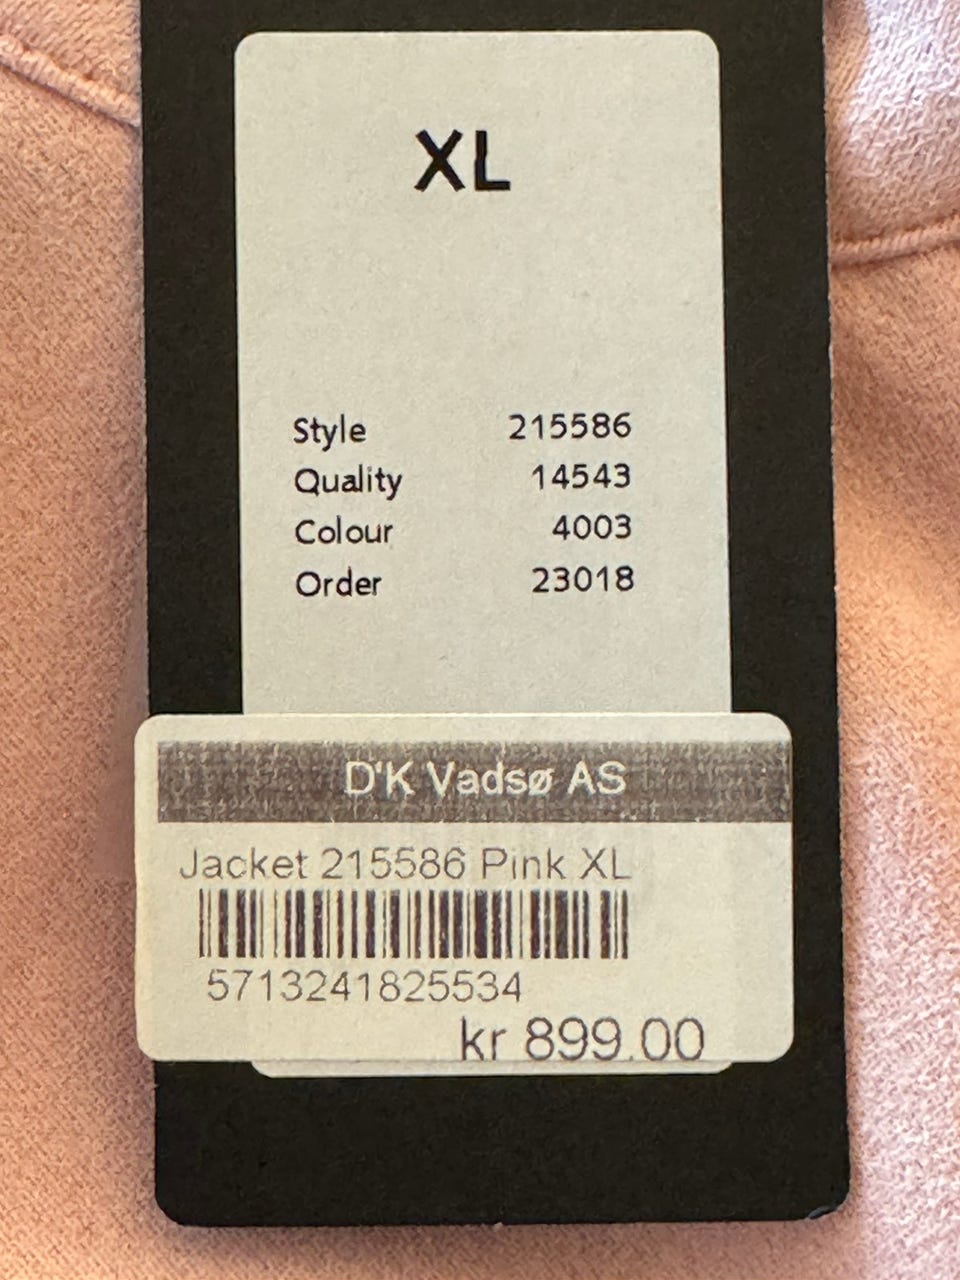 XL
Style 215586
Quality 14543
Colour 4003
Order 23018
D'K Vadsø AS
Jacket 215586 Pink XL
5713241825534
kr 899.00